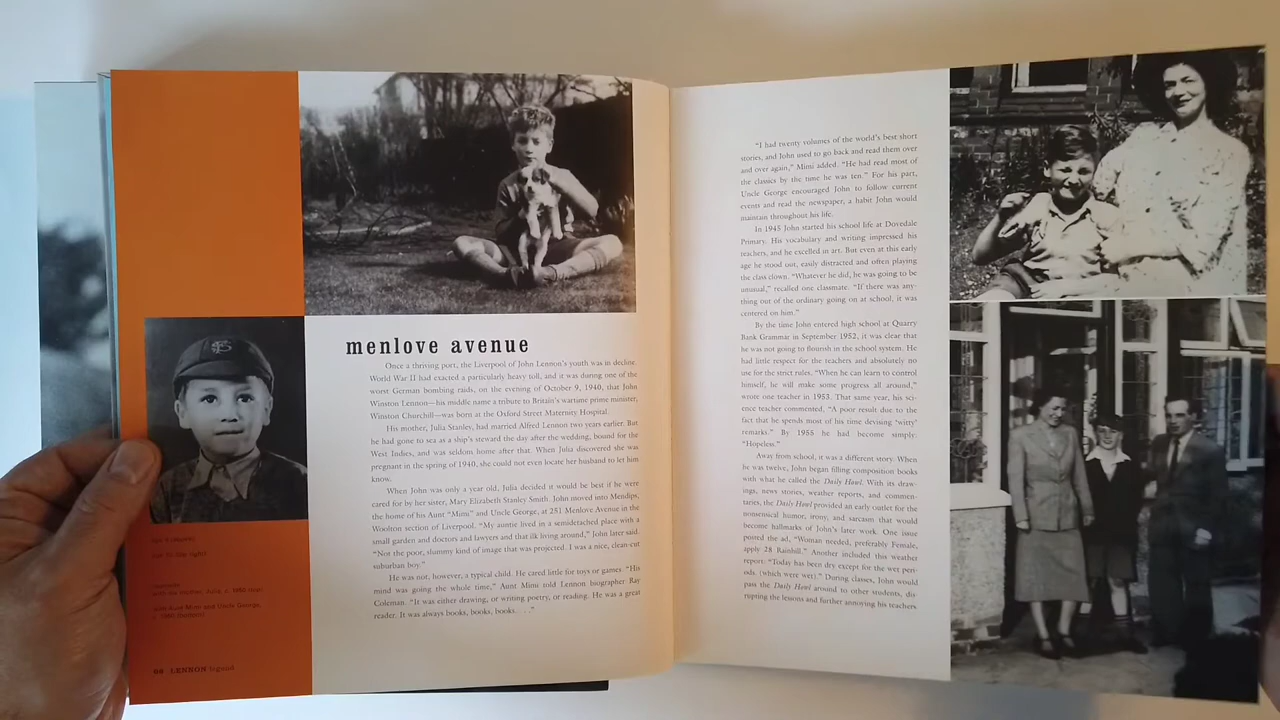 menlove avenue
Once a thriving port, the Liverpool of John Lennon's youth was in decline.
World War II had exacted a particularly heavy toll, and it was during one of the
worst German bombing raids, on the evening of October 9, 1940, that John
Winston Lennon—his middle name a tribute to Britain's wartime prime minister,
Winston Churchill—was born at the Oxford Street Maternity Hospital.
His mother, Julia Stanley, had married Alfred Lennon two years earlier. But
he had gone to sea as a ship's steward the day after the wedding, bound for the
West Indies, and was seldom home after that. When Julia discovered she was
pregnant in the spring of 1940, she could not even locate her husband to let him
know.
When John was only a year old, Julia decided it would be best if he were
cared for by her sister, Mary Elizabeth Stanley Smith. John moved into Mendips,
the home of his Aunt "Mimi" and Uncle George, at 251 Menlove Avenue in the
Woolton section of Liverpool. "My auntie lived in a semidetached place with a
small garden and doctors and lawyers and that ilk living around," John later said.
"Not the poor, slummy kind of image that was projected. I was a nice, clean-cut
suburban boy."
He was not, however, a typical child. He cared little for toys or games. "His
mind was going the whole time," Aunt Mimi told Lennon biographer Ray
Coleman. "It was either drawing, or writing poetry, or reading. He was a great
reader. It was always books, books, books. . . ."
with his mother, Julia, c. 1950 (top)
with Aunt Mimi and Uncle George,
LENNON legend
"I had twenty volumes of the world's best short
stories, and John used to go back and read them over
and over again," Mimi added. "He had read most of
the classics by the time he was ten." For his part,
Uncle George encouraged John to follow current
events and read the newspaper, a habit John would
maintain throughout his life.
In 1945 John started his school life at Dovedale
Primary. His vocabulary and writing impressed his
teachers, and he excelled in art. But even at this early
age he stood out, easily distracted and often playing
the class clown. "Whatever he did, he was going to be
unusual," recalled one classmate. "If there was any-
thing out of the ordinary going on at school, it was
centered on him."
By the time John entered high school at Quarry
Bank Grammar in September 1952, it was clear that
he was not going to flourish in the school system. He
had little respect for the teachers and absolutely no
use for the strict rules. "When he can learn to control
himself, he will make some progress all around,"
wrote one teacher in 1953. That same year, his sci-
ence teacher commented, "A poor result due to the
fact that he spends most of his time devising "witty"
remarks." By 1955 he had become simply:
"Hopeless."
Away from school, it was a different story. When
he was twelve, John began filling composition books
with what he called the Daily Howl. With its draw-
ings, news stories, weather reports, and commen-
taries, the Daily Howl provided an early outlet for the
nonsensical humor, irony, and sarcasm that would
become hallmarks of John's later work. One issue
posted the ad, "Woman needed, preferably Female,
apply 28 Rainhill." Another included this weather
report: "Today has been dry except for the wet peri-
ods. (which were wet)." During classes, John would
pass the Daily Howl around to other students, dis-
rupting the lessons and further annoying his teachers.